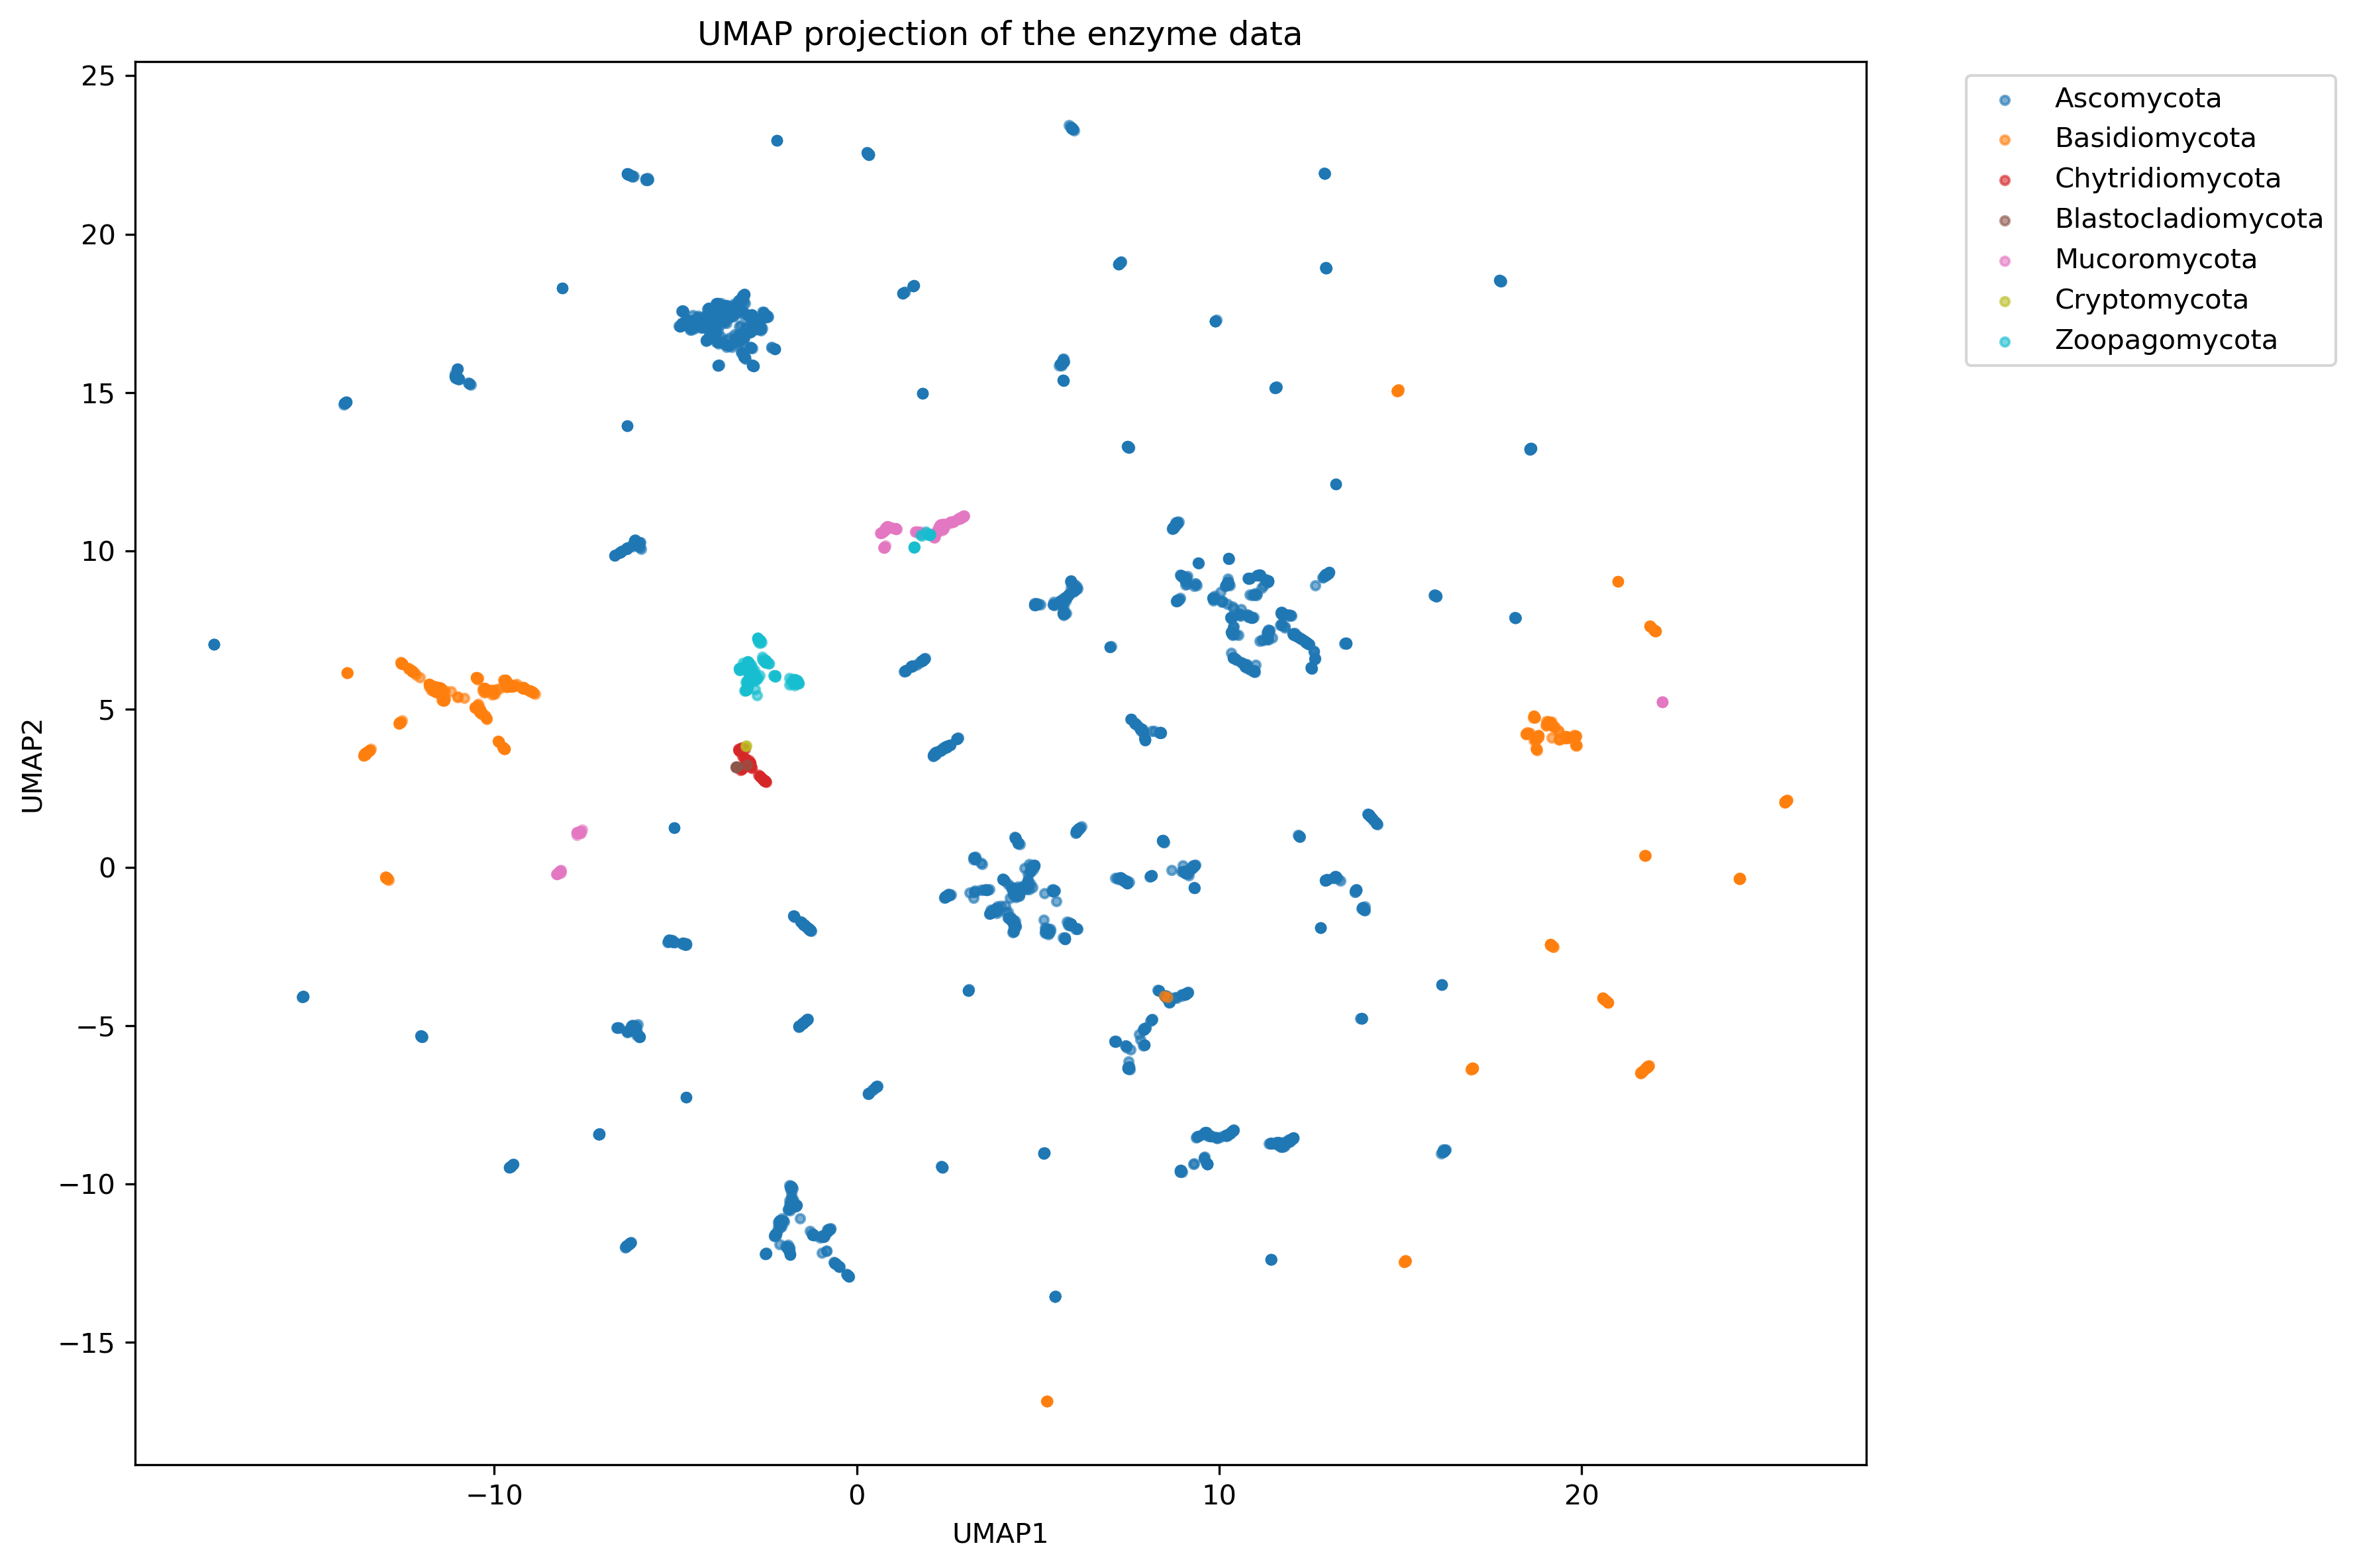 UMAP projection of the enzyme data
25
20
15
10
5
0
−5
−10
−15
UMAP2
−10 0 10 20
UMAP1
Ascomycota
Basidiomycota
Chytridiomycota
Blastocladiomycota
Mucoromycota
Cryptomycota
Zoopagomycota